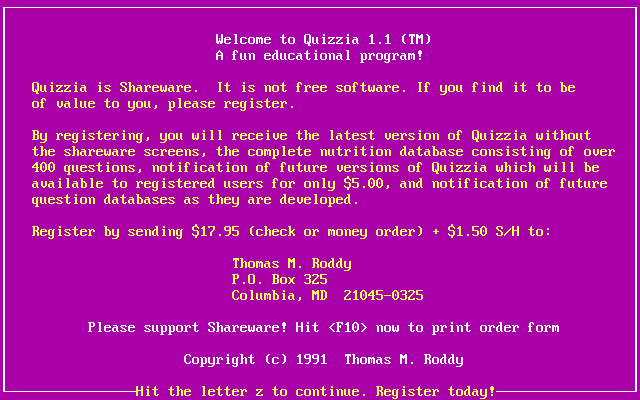 Welcome to Quizzia 1.1 (TM)
A fun educational program!
Quizzia is Shareware.  It is not free software. If you find it to be
of value to you, please register.
By registering, you will receive the latest version of Quizzia without
the shareware screens, the complete nutrition database consisting of over
400 questions, notification of future versions of Quizzia which will be
available to registered users for only $5.00, and notification of future
question databases as they are developed.
Register by sending $17.95 (check or money order) + $1.50 S/H to:
Thomas M. Roddy
P.O. Box 325
Columbia, MD  21045-0325
Please support Shareware! Hit <F10> now to print order form
Copyright (c) 1991  Thomas M. Roddy
Hit the letter z to continue. Register today!